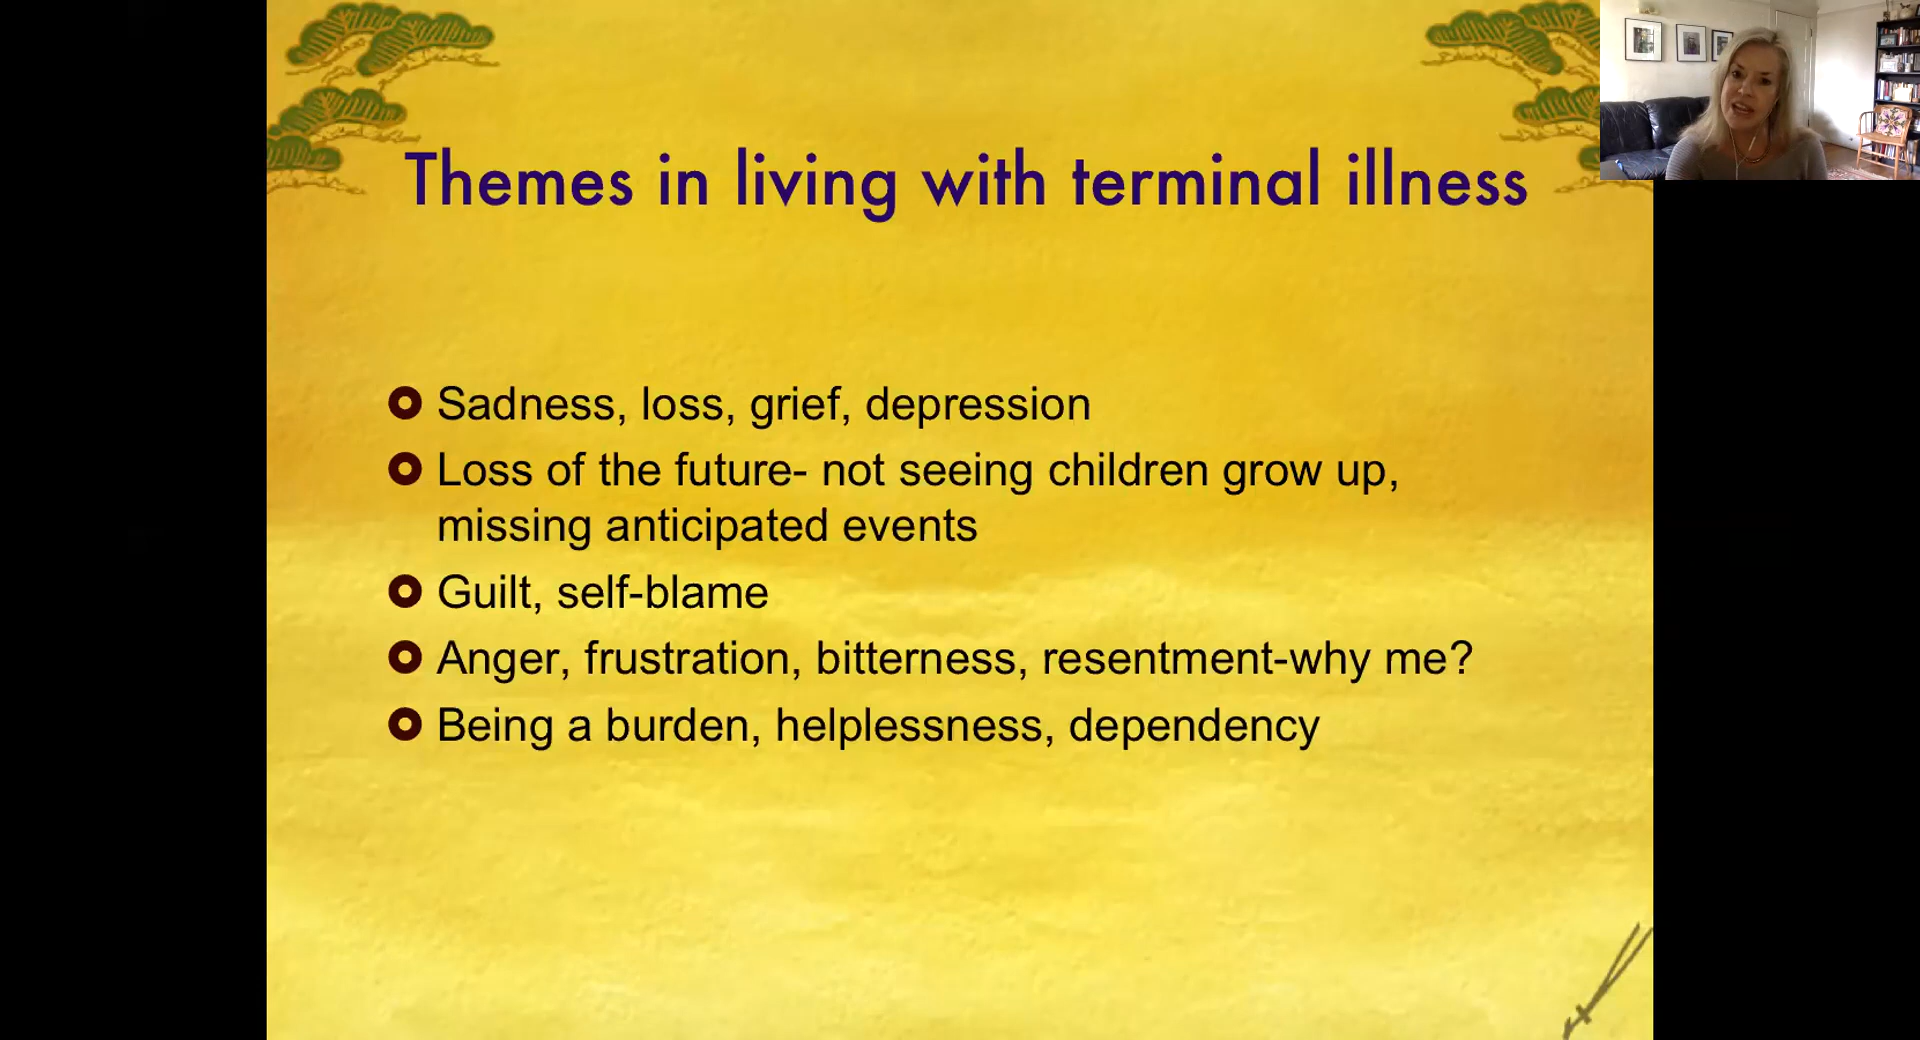 Themes in living with terminal illness
Sadness, loss, grief, depression
Loss of the future- not seeing children grow up,
missing anticipated events
Guilt, self-blame
Anger, frustration, bitterness, resentment-why me?
Being a burden, helplessness, dependency